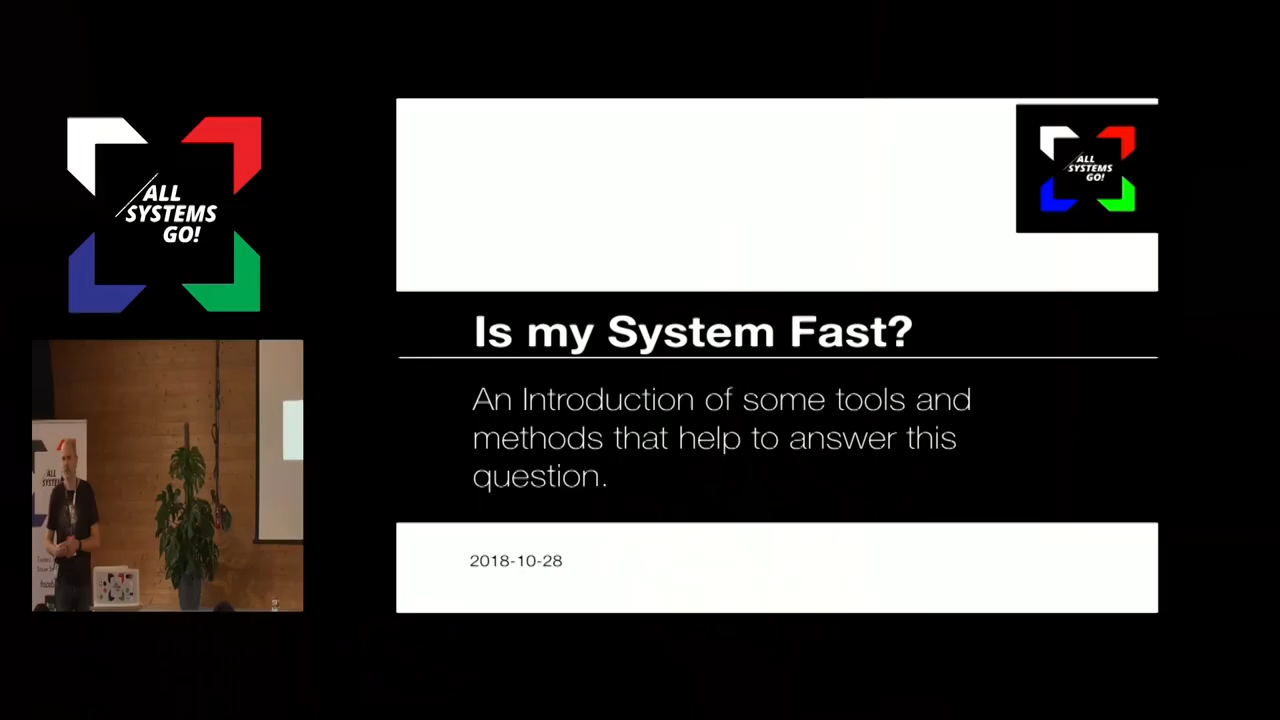 ALL
SYSTEMS
GO!
ALL
SYSTEMS
GO!
Is my System Fast?
An Introduction of some tools and
methods that help to answer this
question.
2018-10-28
ALL